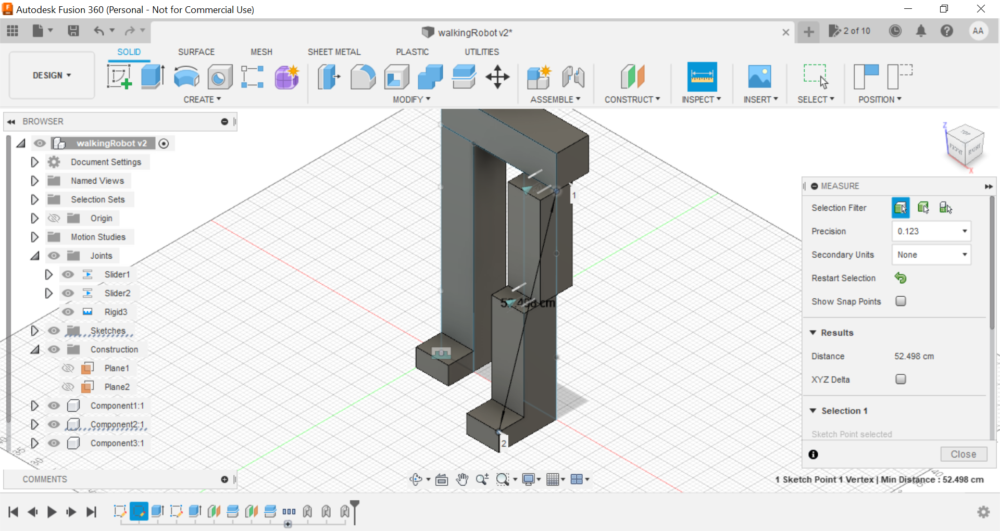 Autodesk Fusion 360 (Personal - Not for Commercial Use)
walkingRobot v2*
2 of 10
AA
DESIGN
SOLID
SURFACE
MESH
SHEET METAL
PLASTIC
UTILITIES
CREATE
MODIFY
ASSEMBLE
CONSTRUCT
INSPECT
INSERT
SELECT
POSITION
BROWSER
walkingRobot v2
Document Settings
Named Views
Selection Sets
Origin
Motion Studies
Joints
Slider1
Slider2
Rigid3
Sketches
Construction
Plane1
Plane2
Component1:1
Component2:1
Component3:1
1
52.498 cm
2
Z
TOP
FRONT
RIGHT
X
MEASURE
Selection Filter
Precision
0.123
Secondary Units
None
Restart Selection
Show Snap Points
Results
Distance
52.498 cm
XYZ Delta
Selection 1
Sketch Point selected
Close
35
30
COMMENTS
1 Sketch Point 1 Vertex | Min Distance : 52.498 cm